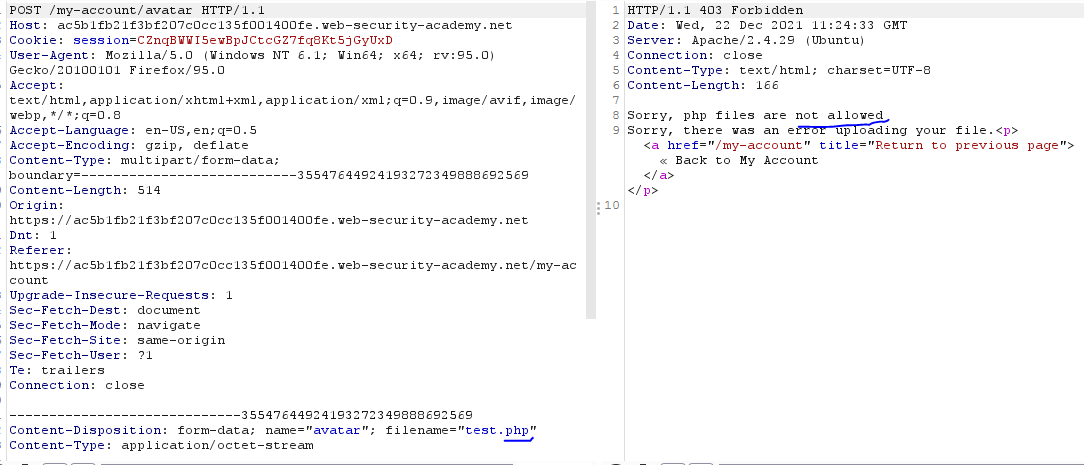 POST /my-account/avatar HTTP/1.1
Host: ac5b1fb21f3bf207c0cc135f001400fe.web-security-academy.net
Cookie: session=CZnqBWWI5ewBpJCtcGZ7fq8Kt5jGyUxD
User-Agent: Mozilla/5.0 (Windows NT 6.1; Win64; x64; rv:95.0)
Gecko/20100101 Firefox/95.0
Accept:
text/html,application/xhtml+xml,application/xml;q=0.9,image/avif,image/
webp,*/*;q=0.8
Accept-Language: en-US,en;q=0.5
Accept-Encoding: gzip, deflate
Content-Type: multipart/form-data;
boundary=---------------------------355476449241932723498886925​69
Content-Length: 514
Origin:
https://ac5b1fb21f3bf207c0cc135f001400fe.web-security-academy.net
Dnt: 1
Referer:
https://ac5b1fb21f3bf207c0cc135f001400fe.web-security-academy.net/my-ac
count
Upgrade-Insecure-Requests: 1
Sec-Fetch-Dest: document
Sec-Fetch-Mode: navigate
Sec-Fetch-Site: same-origin
Sec-Fetch-User: ?1
Te: trailers
Connection: close
-----------------------------35547644924193272349888692569
Content-Disposition: form-data; name="avatar"; filename="test.php"
Content-Type: application/octet-stream
1 HTTP/1.1 403 Forbidden
2 Date: Wed, 22 Dec 2021 11:24:33 GMT
3 Server: Apache/2.4.29 (Ubuntu)
4 Connection: close
5 Content-Type: text/html; charset=UTF-8
6 Content-Length: 166
7
8 Sorry, php files are not allowed
9 Sorry, there was an error uploading your file.<p>
<a href="/my-account" title="Return to previous page">
« Back to My Account
</a>
</p>
10